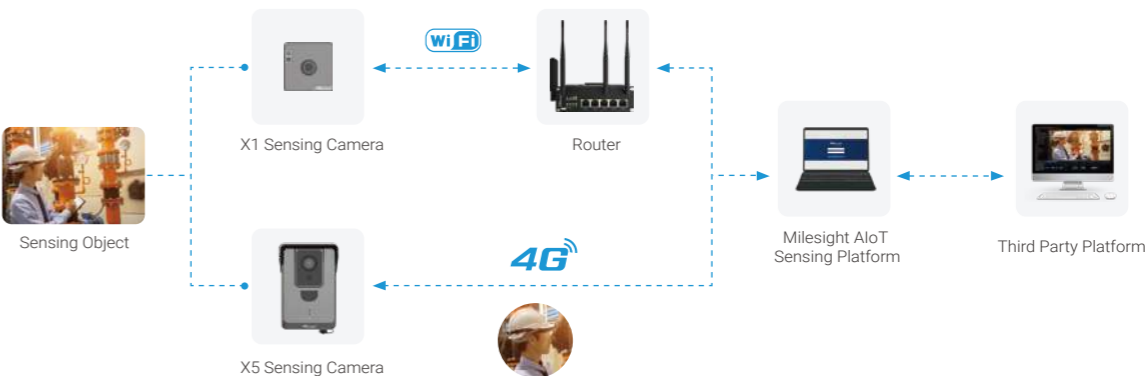 WiFi
X1 Sensing Camera
Router
Sensing Object
4G
Milesight AIoT
Sensing Platform
Third Party Platform
X5 Sensing Camera